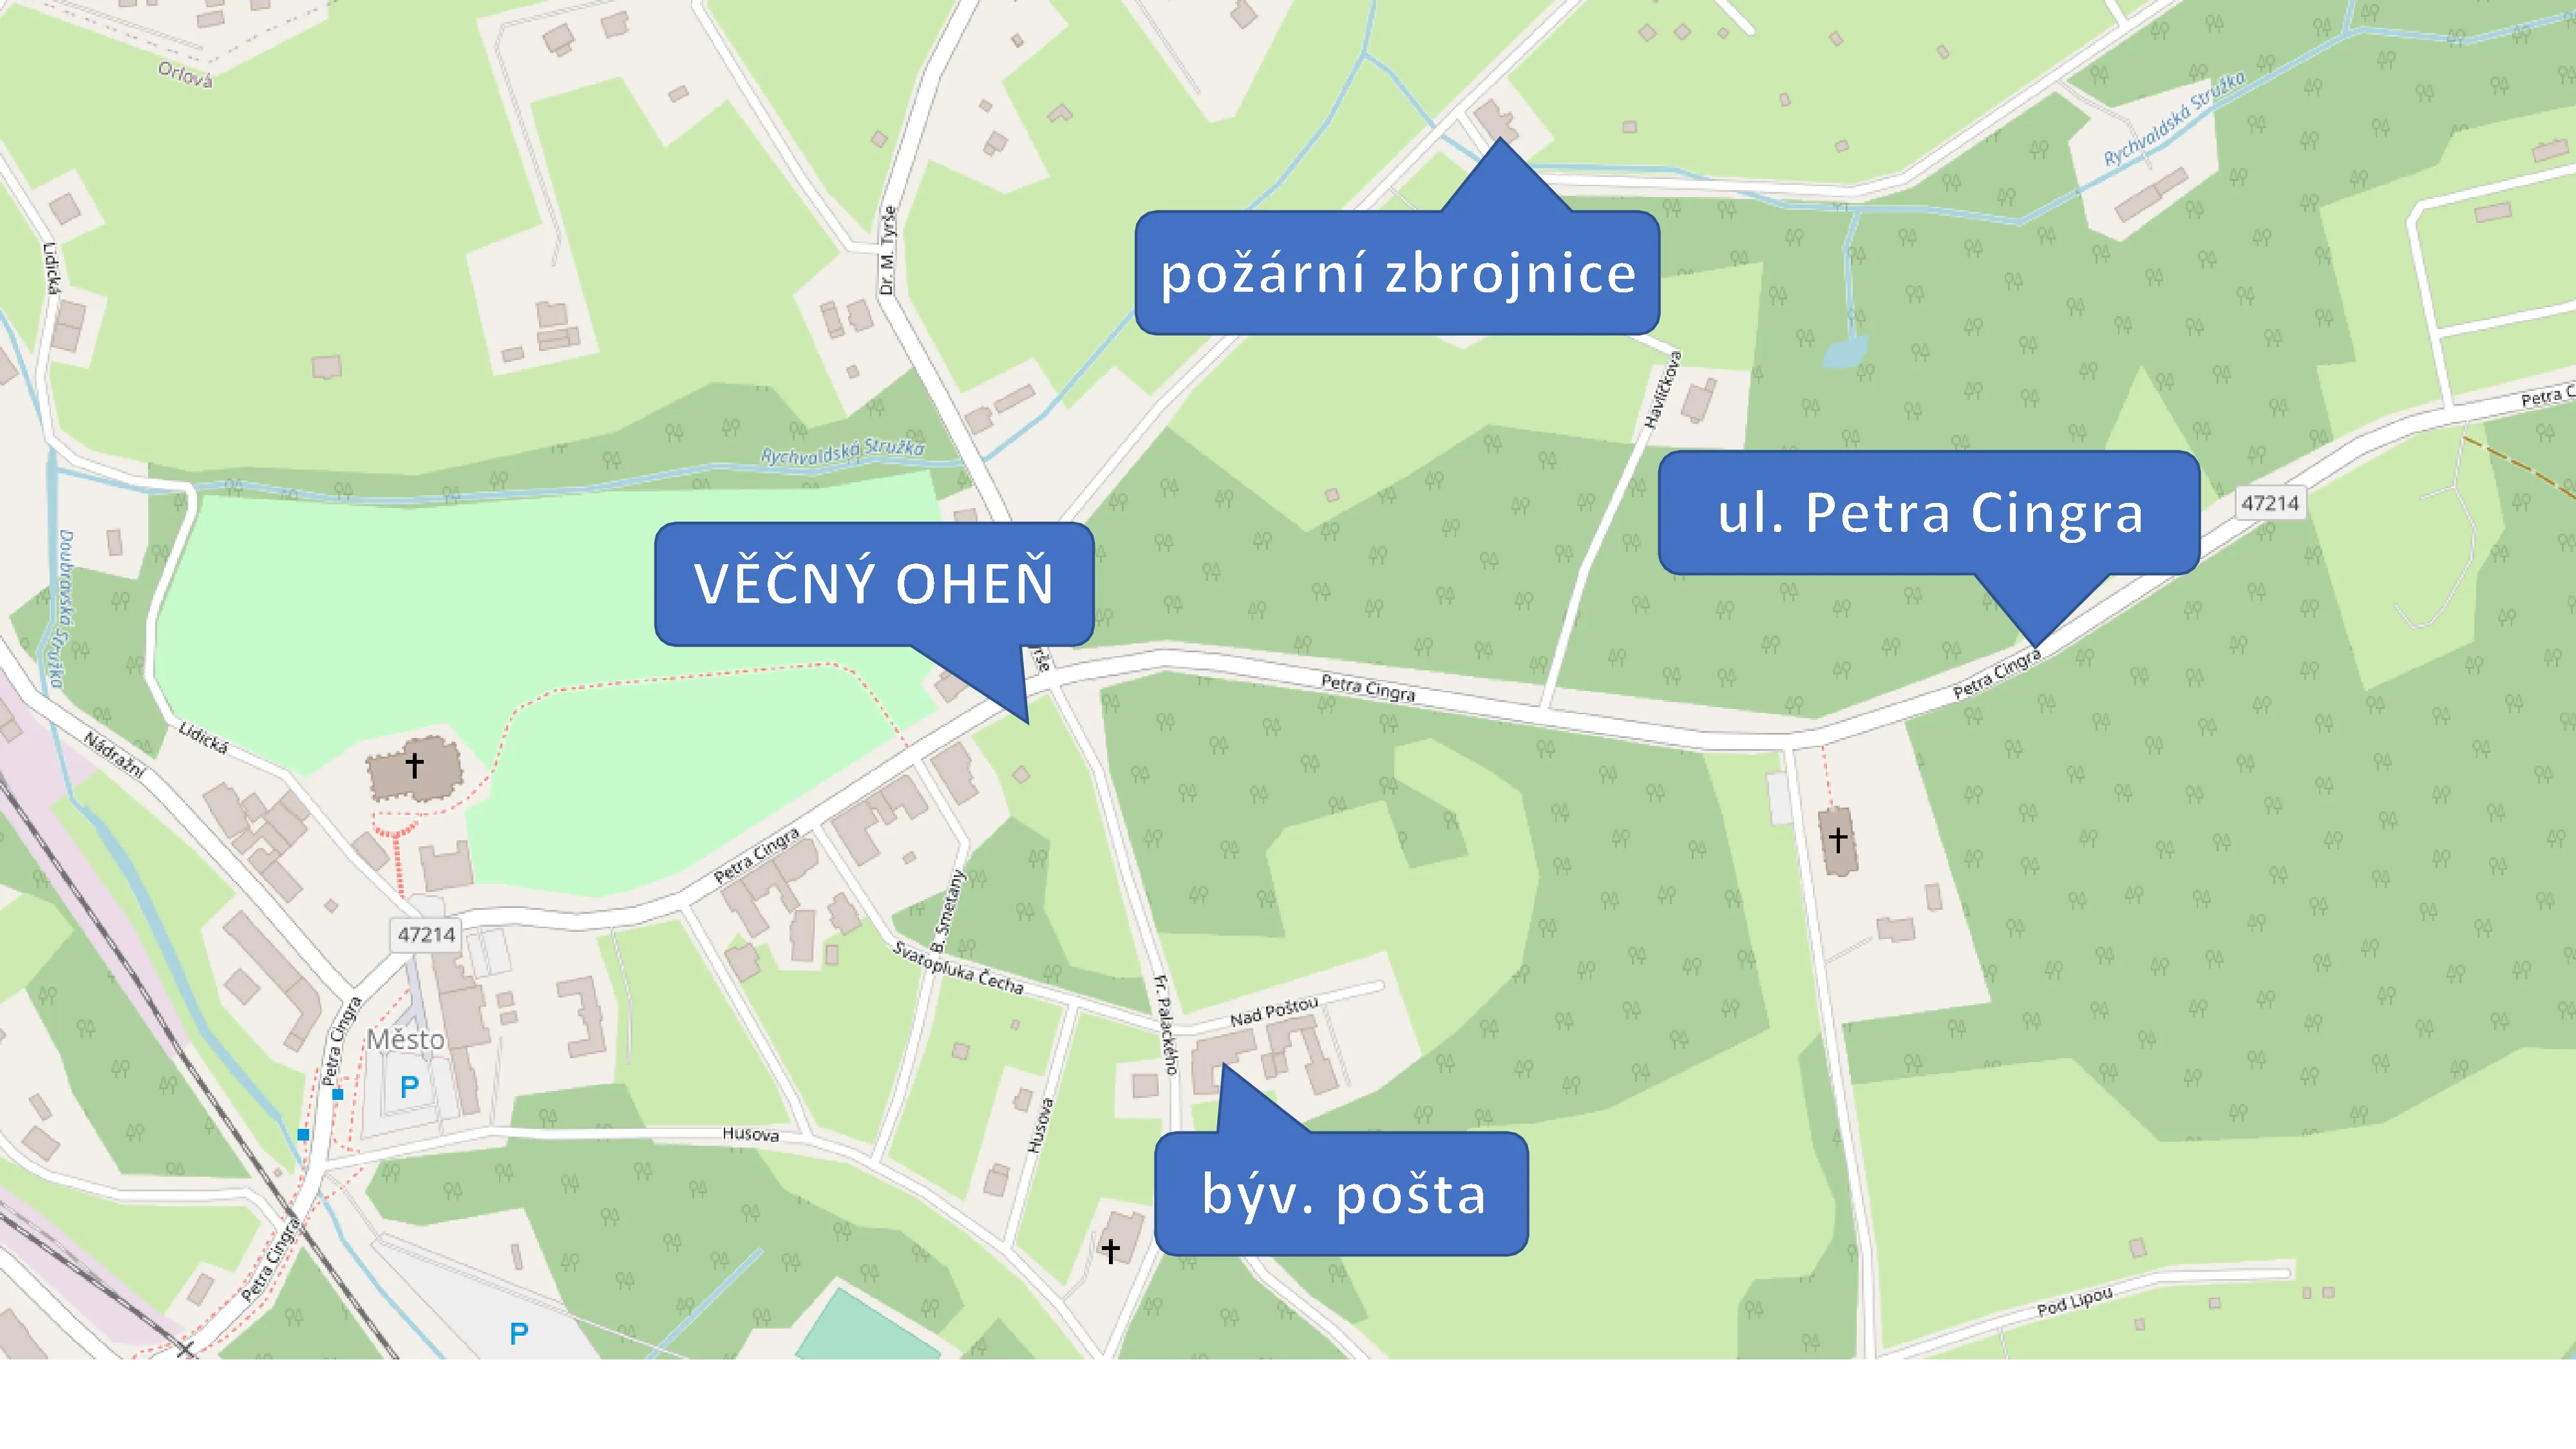 Orlová
Rychvaldská Stružka
Lidická
Dr. M. Tyrše
požární zbrojnice
Havlíčkova
Petra C
Rychvaldská Stružka
ul. Petra Cingra
47214
VĚČNÝ OHEŇ
Doubravská Stružka
rše
Petra Cingra
Petra Cingra
Lidická
Nádražní
Petra Cingra
47214
B. Smetany
Svatopluka Čecha
Fr. Palackého
Nad Poštou
Petra Cingra
Město
P
Husova
Husova
býv. pošta
Petra Cingra
Pod Lipou
P